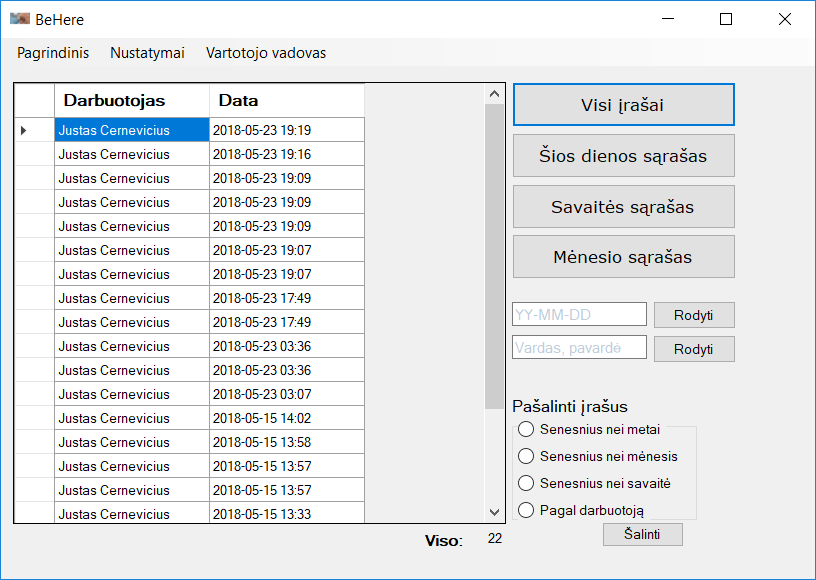 BeHere
Pagrindinis Nustatymai Vartotojo vadovas
Darbuotojas Data
Justas Cernevicius 2018-05-23 19:19
Justas Cernevicius 2018-05-23 19:16
Justas Cernevicius 2018-05-23 19:09
Justas Cernevicius 2018-05-23 19:09
Justas Cernevicius 2018-05-23 19:09
Justas Cernevicius 2018-05-23 19:07
Justas Cernevicius 2018-05-23 19:07
Justas Cernevicius 2018-05-23 17:49
Justas Cernevicius 2018-05-23 17:49
Justas Cernevicius 2018-05-23 03:36
Justas Cernevicius 2018-05-23 03:36
Justas Cernevicius 2018-05-23 03:07
Justas Cernevicius 2018-05-15 14:02
Justas Cernevicius 2018-05-15 13:58
Justas Cernevicius 2018-05-15 13:57
Justas Cernevicius 2018-05-15 13:57
Justas Cernevicius 2018-05-15 13:33
Viso: 22
Visi įrašai
Šios dienos sąrašas
Savaitės sąrašas
Mėnesio sąrašas
YY-MM-DD Rodyti
Vardas, pavardė Rodyti
Pašalinti įrašus
Senesnius nei metai
Senesnius nei mėnesis
Senesnius nei savaitė
Pagal darbuotoją
Šalinti